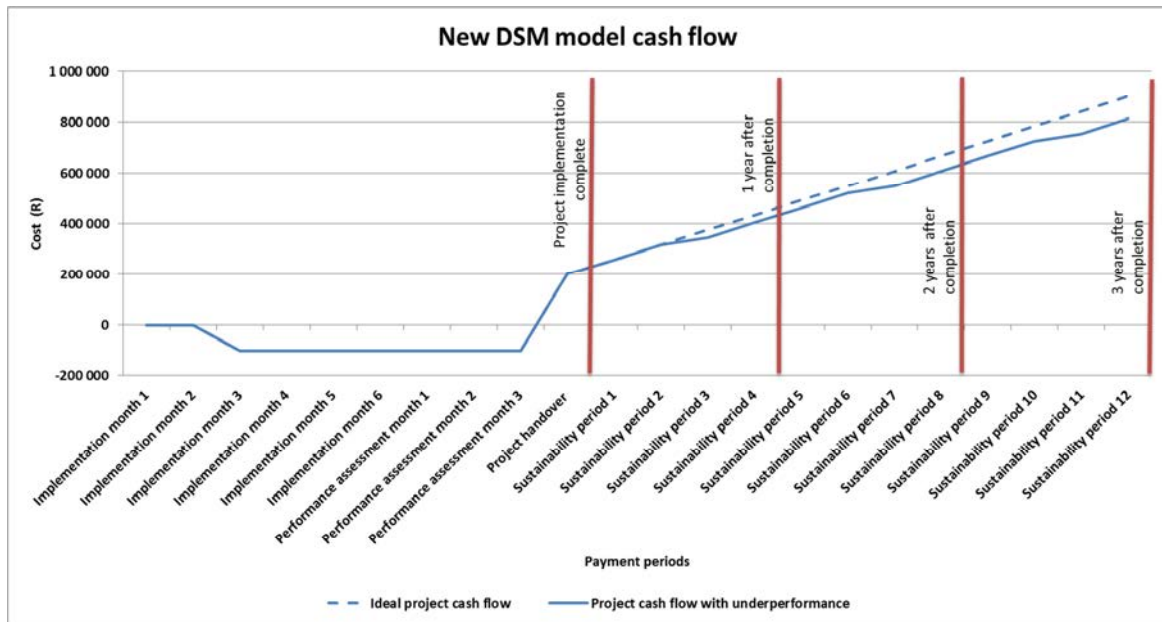 New DSM model cash flow
1 000 000
800 000
600 000
400 000
200 000
0
-200 000
Cost (R)
Project implementation
complete
1 year after
completion
2 years after
completion
3 years after
completion
Implementation month 1
Implementation month 2
Implementation month 3
Implementation month 4
Implementation month 5
Implementation month 6
Performance assessment month 1
Performance assessment month 2
Performance assessment month 3
Project handover
Sustainability period 1
Sustainability period 2
Sustainability period 3
Sustainability period 4
Sustainability period 5
Sustainability period 6
Sustainability period 7
Sustainability period 8
Sustainability period 9
Sustainability period 10
Sustainability period 11
Sustainability period 12
Payment periods
Ideal project cash flow
Project cash flow with underperformance